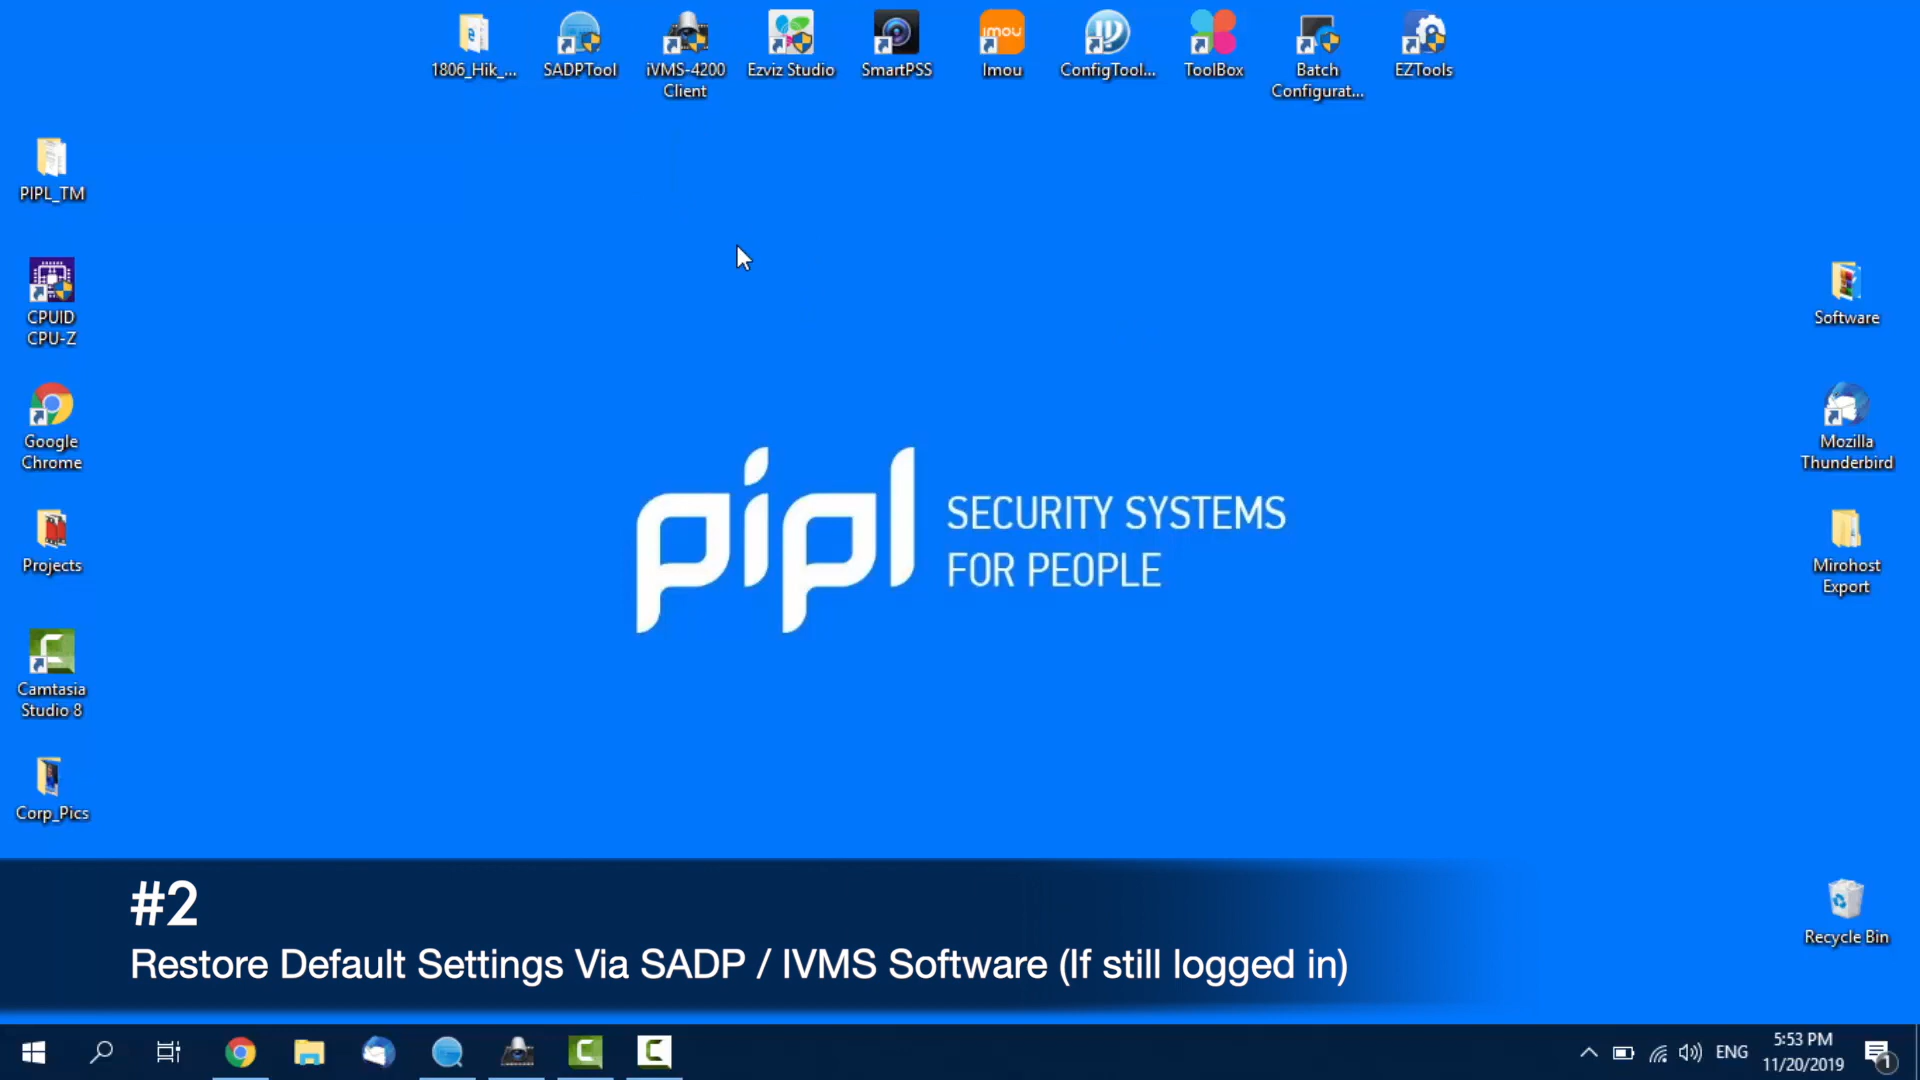 1806_Hik_...
SADPTool
iVMS-4200
Client
Ezviz Studio
SmartPSS
imou
Imou
ConfigTool...
ToolBox
Batch
Configurat...
EZTools
PIPL_TM
CPUID
CPU-Z
Google
Chrome
Projects
Camtasia
Studio 8
Corp_Pics
Software
Mozilla
Thunderbird
Mirohost
Export
Recycle Bin
pipl
SECURITY SYSTEMS
FOR PEOPLE
#2
Restore Default Settings Via SADP / IVMS Software (If still logged in)
ENG
5:53 PM
11/20/2019
1